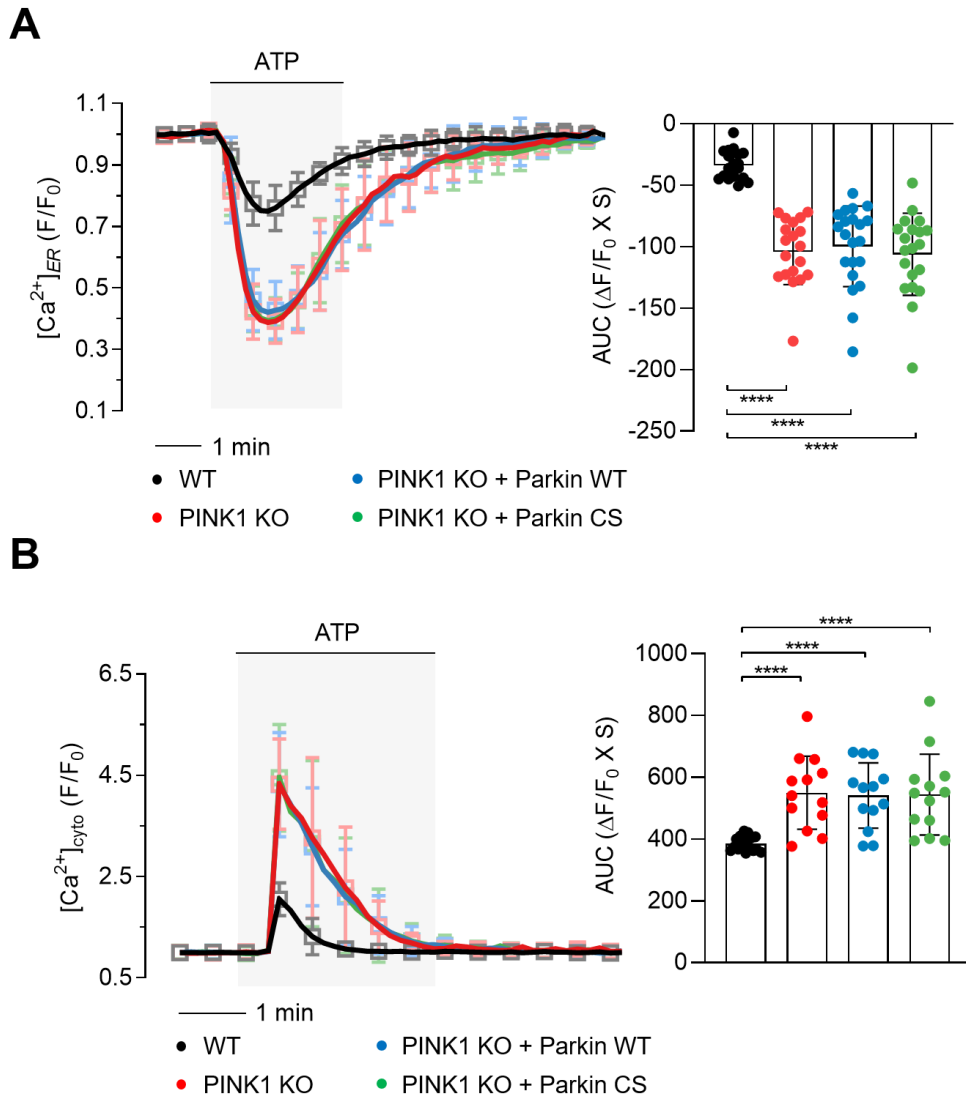 A
ATP
1.1
0.9
0.7
0.5
0.3
0.1
[Ca2+]ER (F/F0)
1 min
0
-50
-100
-150
-200
-250
AUC (ΔF/F0 X S)
****
****
****
WT
PINK1 KO + Parkin WT
PINK1 KO
PINK1 KO + Parkin CS
B
ATP
6.5
4.5
2.5
0.5
[Ca2+]cyto (F/F0)
1 min
****
****
****
1000
800
600
400
200
0
AUC (ΔF/F0 X S)
WT
PINK1 KO + Parkin WT
PINK1 KO
PINK1 KO + Parkin CS